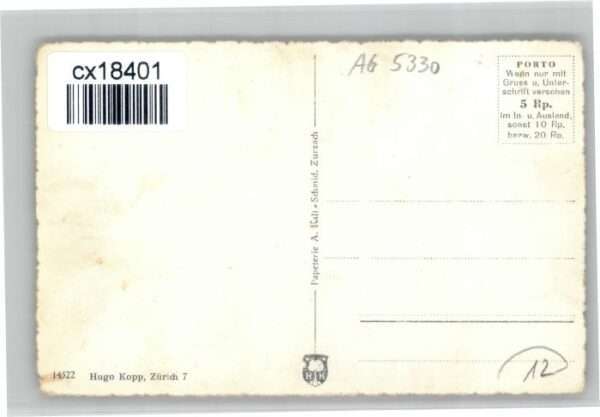 cx18401
AG 5330
PORTO
Wenn nur mit
Gruss u. Unter-
schrift versehen
5 Rp.
im In- u. Ausland,
sonst 10 Rp.
bezw. 20 Rp.
Papeterie A. Kalt-Schmid, Zurzach
14522 Hugo Kopp, Zürich 7
12